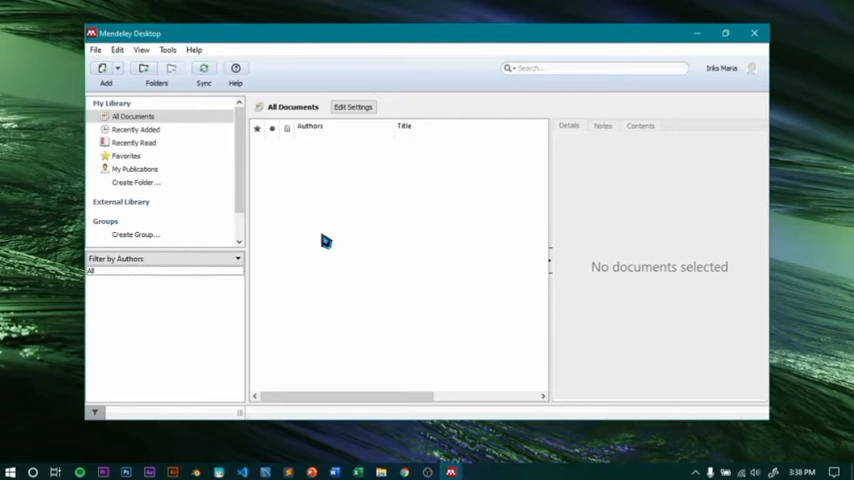 Mendeley Desktop
File Edit View Tools Help
Add Folders Sync Help
Search...
Iriks Maria
My Library
All Documents
Recently Added
Recently Read
Favorites
My Publications
Create Folder...
External Library
Groups
Create Group...
Filter by Authors
All
All Documents Edit Settings
Authors Title
Details Notes Contents
No documents selected
3:38 PM